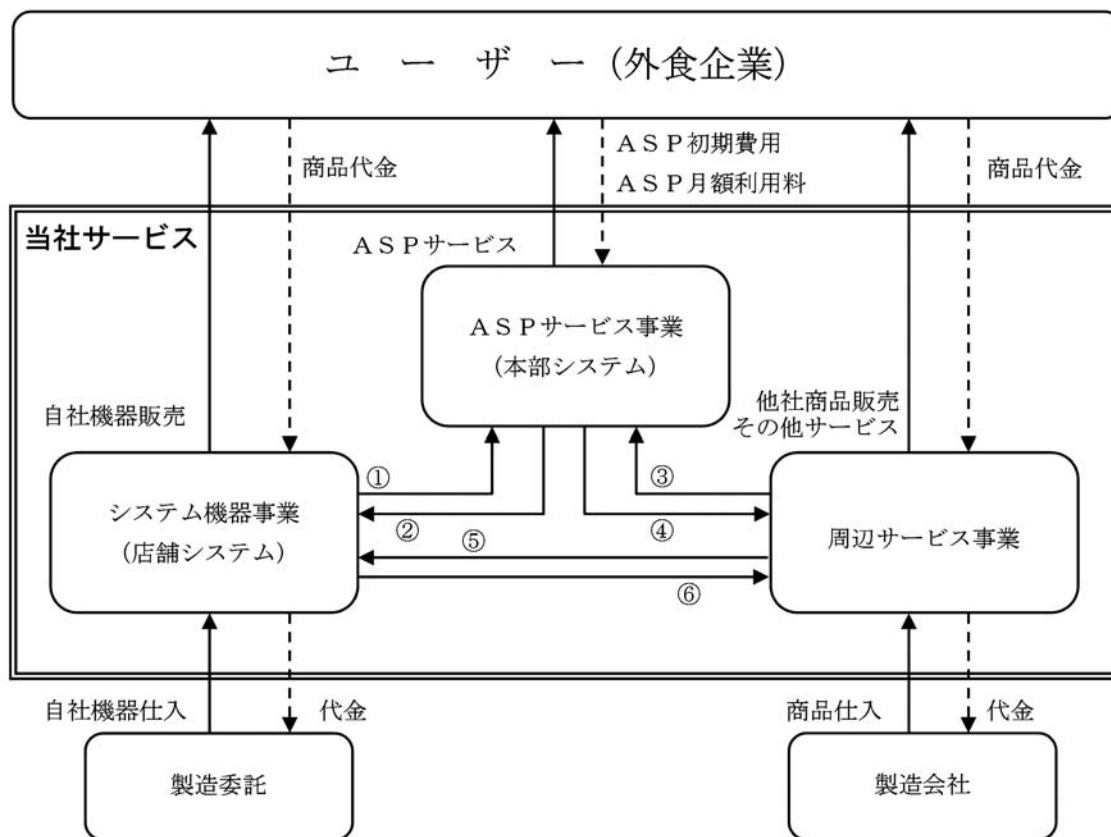 ユーザー(外食企業)
商品代金
ASP初期費用
ASP月額利用料
商品代金
当社サービス
ASPサービス
ASPサービス事業
(本部システム)
自社機器販売
他社商品販売
その他サービス
①
②
③
④
⑤
⑥
システム機器事業
(店舗システム)
周辺サービス事業
自社機器仕入
代金
商品仕入
代金
製造委託
製造会社